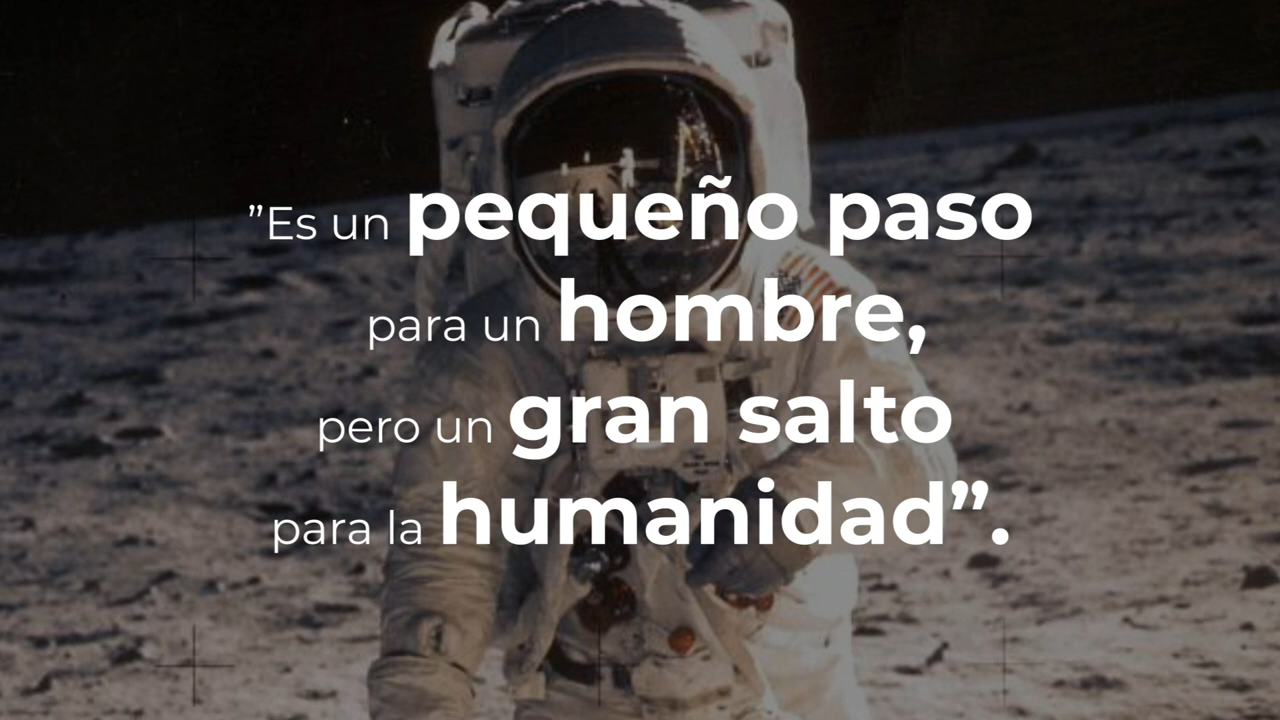 ”Es un pequeño paso
para un hombre,
pero un gran salto
para la humanidad”.